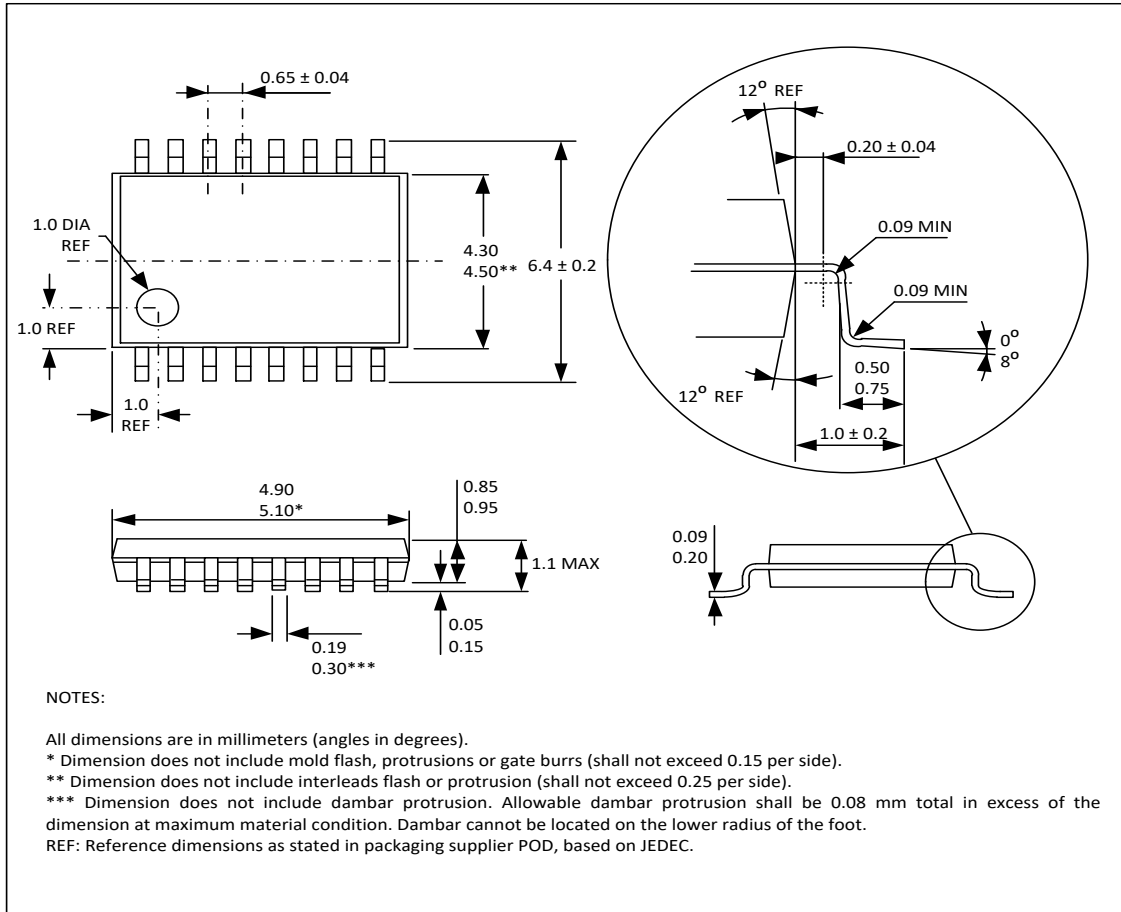 0.65 ± 0.04
12° REF
0.20 ± 0.04
1.0 DIA
REF
0.09 MIN
4.30
4.50**
6.4 ± 0.2
0.09 MIN
1.0 REF
0°
8°
0.50
0.75
12° REF
1.0
REF
1.0 ± 0.2
4.90
5.10*
0.85
0.95
1.1 MAX
0.09
0.20
0.05
0.15
0.19
0.30***
NOTES:
All dimensions are in millimeters (angles in degrees).
* Dimension does not include mold flash, protrusions or gate burrs (shall not exceed 0.15 per side).
** Dimension does not include interleads flash or protrusion (shall not exceed 0.25 per side).
*** Dimension does not include dambar protrusion. Allowable dambar protrusion shall be 0.08 mm total in excess of the
dimension at maximum material condition. Dambar cannot be located on the lower radius of the foot.
REF: Reference dimensions as stated in packaging supplier POD, based on JEDEC.